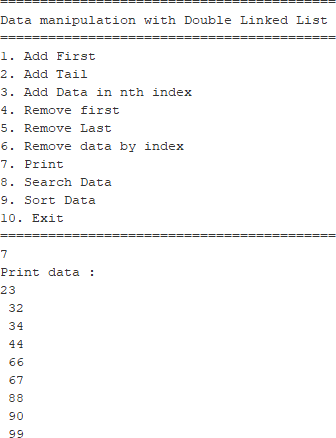 ==========================================
Data manipulation with Double Linked List
==========================================
1. Add First
2. Add Tail
3. Add Data in nth index
4. Remove first
5. Remove Last
6. Remove data by index
7. Print
8. Search Data
9. Sort Data
10. Exit
==========================================
7
Print data :
23
 32
 34
 44
 66
 67
 88
 90
 99